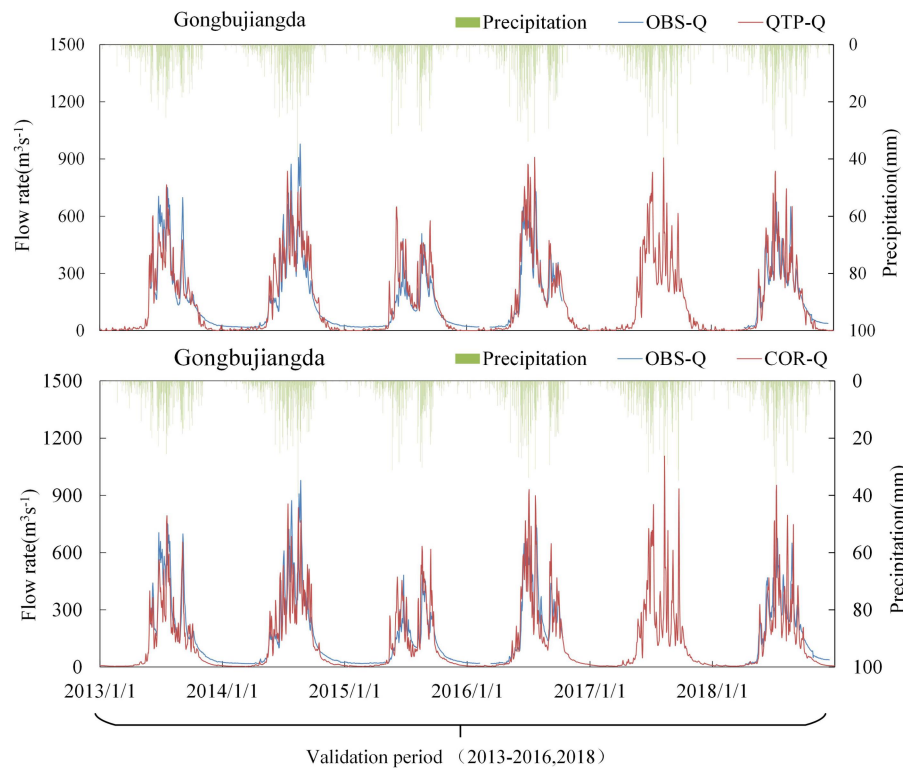 Gongbujiangda
Precipitation OBS-Q QTP-Q
1500 0
1200 20
900 40
600 60
300 80
0 100
Flow rate(m³s⁻¹)
Precipitation(mm)
Gongbujiangda
Precipitation OBS-Q COR-Q
1500 0
1200 20
900 40
600 60
300 80
0 100
Flow rate(m³s⁻¹)
Precipitation(mm)
2013/1/1 2014/1/1 2015/1/1 2016/1/1 2017/1/1 2018/1/1
Validation period （2013-2016,2018）